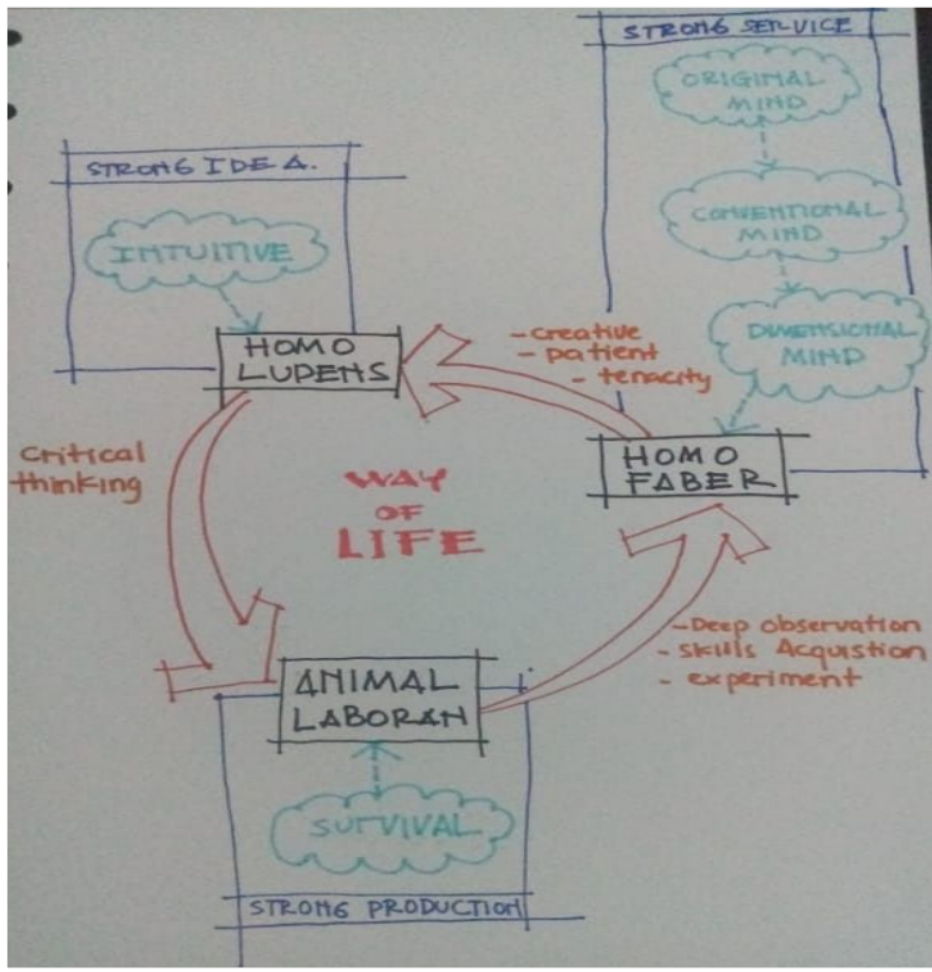 STRONG SERVICE
ORIGINAL
MIND
STRONG IDEA.
CONVENTIONAL
MIND
INTUITIVE
DIMENSIONAL
MIND
HOMO
LUDENS
-creative
- patient
- tenacity
HOMO
FABER
critical
thinking
WAY
OF
LIFE
-Deep observation
- skills Acquistion
- experiment
ANIMAL
LABORAN
SURVIVAL
STRONG PRODUCTION